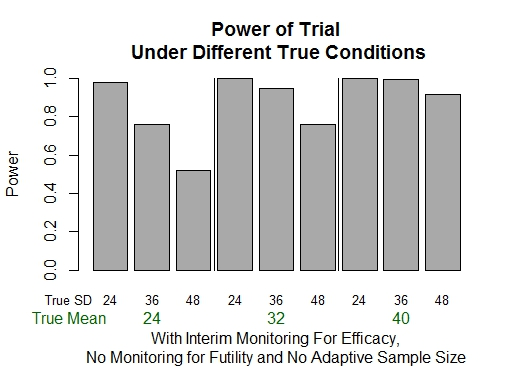 Power of Trial
Under Different True Conditions
Power
1.0
0.8
0.6
0.4
0.2
0.0
True SD 24 36 48 24 36 48 24 36 48
True Mean 24 32 40
With Interim Monitoring For Efficacy,
No Monitoring for Futility and No Adaptive Sample Size